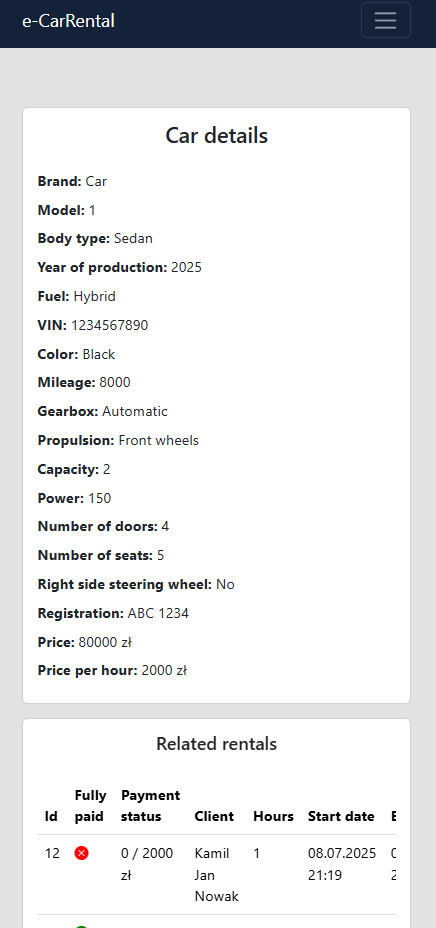 e-CarRental
Car details
Brand: Car
Model: 1
Body type: Sedan
Year of production: 2025
Fuel: Hybrid
VIN: 1234567890
Color: Black
Mileage: 8000
Gearbox: Automatic
Propulsion: Front wheels
Capacity: 2
Power: 150
Number of doors: 4
Number of seats: 5
Right side steering wheel: No
Registration: ABC 1234
Price: 80000 zł
Price per hour: 2000 zł
Related rentals
Fully Payment
Id paid status Client Hours Start date
12 0 / 2000 Kamil 1 08.07.2025
zł Jan 21:19
Nowak